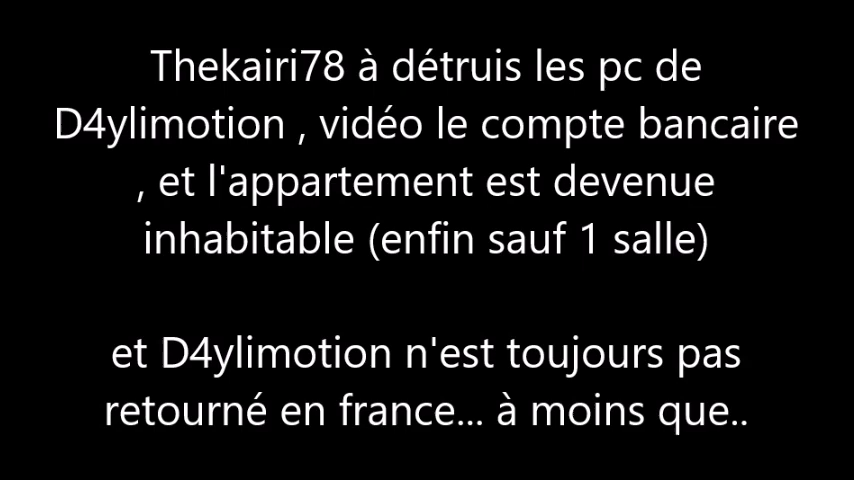 Thekairi78 à détruis les pc de
D4ylimotion , vidéo le compte bancaire
, et l'appartement est devenue
inhabitable (enfin sauf 1 salle)
et D4ylimotion n'est toujours pas
retourné en france... à moins que..